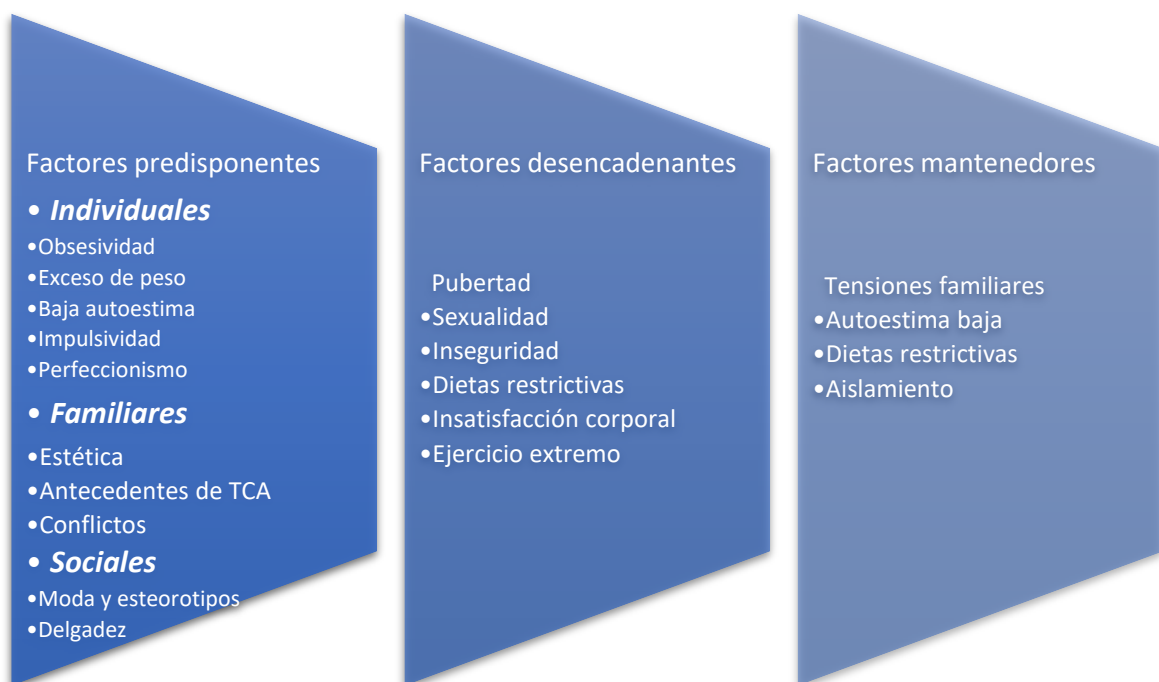 Factores predisponentes
• Individuales
•Obsesividad
•Exceso de peso
•Baja autoestima
•Impulsividad
•Perfeccionismo
• Familiares
•Estética
•Antecedentes de TCA
•Conflictos
• Sociales
•Moda y esteorotipos
•Delgadez
Factores desencadenantes
Pubertad
•Sexualidad
•Inseguridad
•Dietas restrictivas
•Insatisfacción corporal
•Ejercicio extremo
Factores mantenedores
Tensiones familiares
•Autoestima baja
•Dietas restrictivas
•Aislamiento